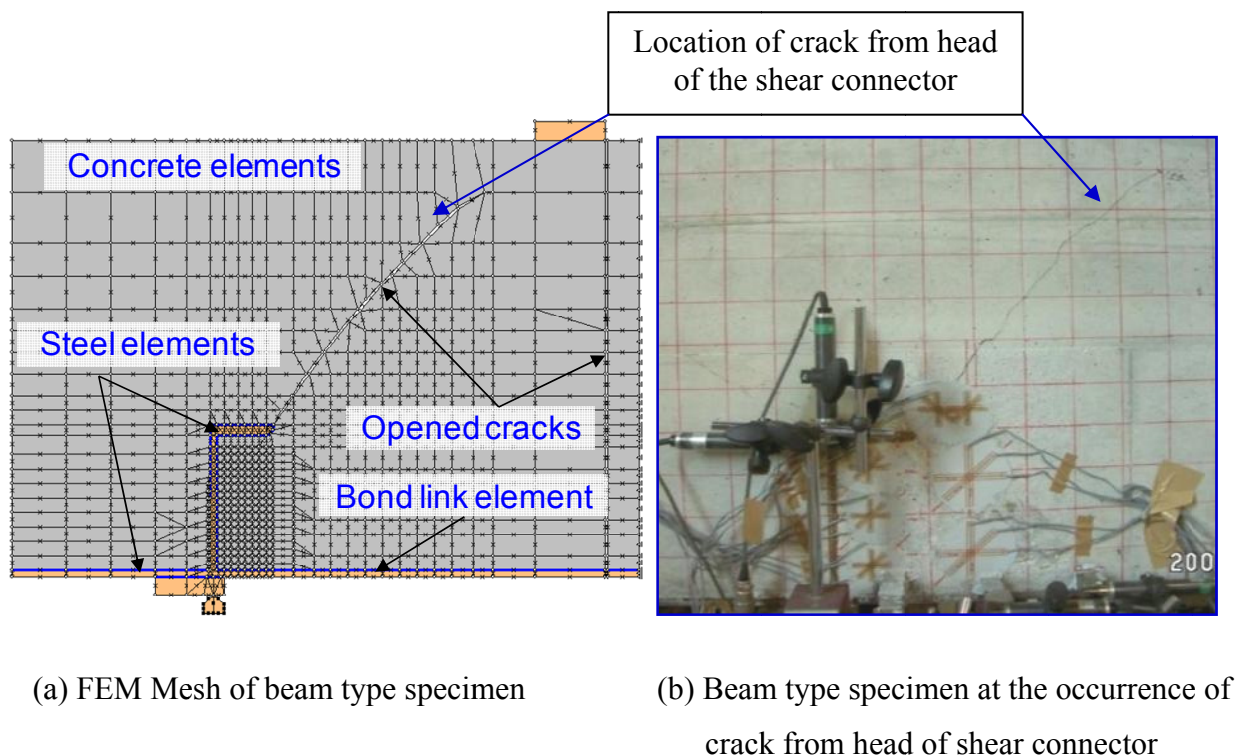 Location of crack from head
of the shear connector
Concrete elements
Steel elements
Opened cracks
Bond link element
200
(a) FEM Mesh of beam type specimen
(b) Beam type specimen at the occurrence of
crack from head of shear connector